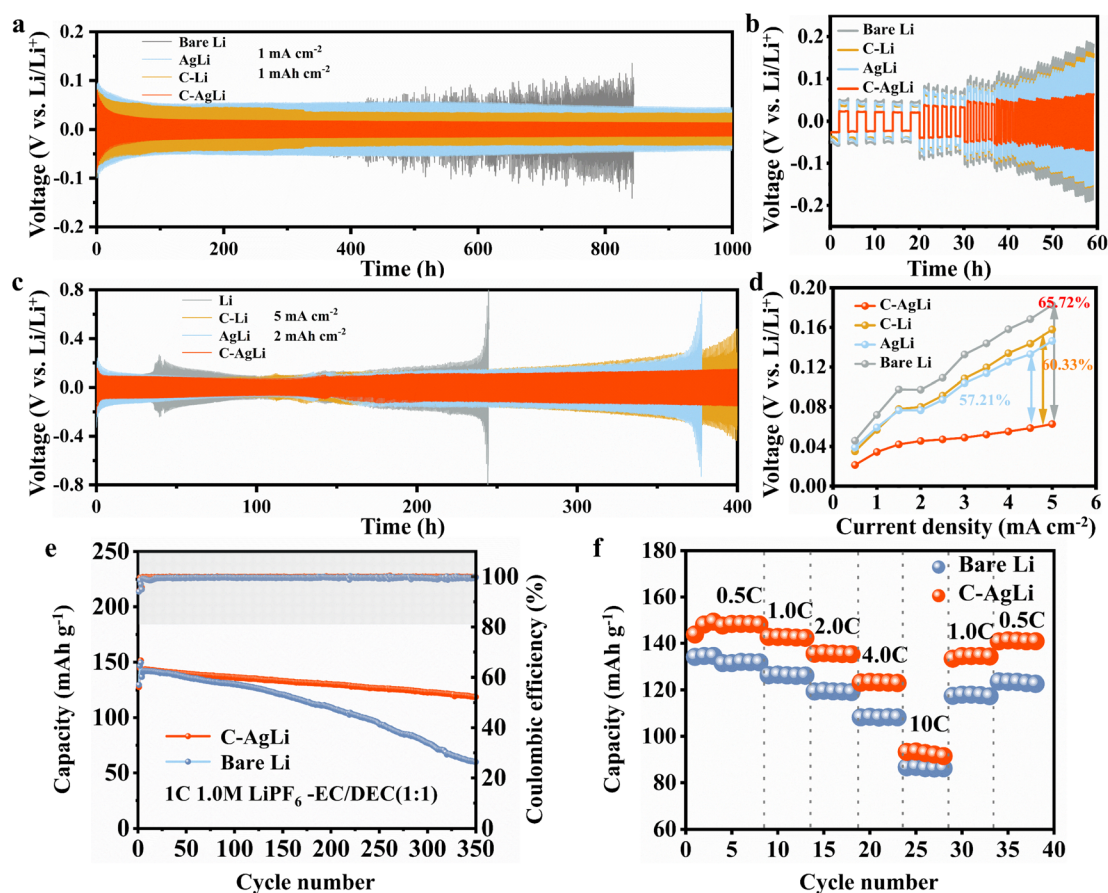 a
Bare Li
AgLi
C-Li
C-AgLi
1 mA cm⁻²
1 mAh cm⁻²
Voltage (V vs. Li/Li⁺)
0.2
0.1
0.0
-0.1
-0.2
0
200
400
600
800
1000
Time (h)
b
Bare Li
C-Li
AgLi
C-AgLi
Voltage (V vs. Li/Li⁺)
0.2
0.1
0.0
-0.1
-0.2
0
10
20
30
40
50
60
Time (h)
c
Li
C-Li
AgLi
C-AgLi
5 mA cm⁻²
2 mAh cm⁻²
Voltage (V vs. Li/Li⁺)
0.8
0.4
0.0
-0.4
-0.8
0
100
200
300
400
Time (h)
d
C-AgLi
C-Li
AgLi
Bare Li
65.72%
60.33%
57.21%
Voltage (V vs. Li/Li⁺)
0.20
0.16
0.12
0.08
0.04
0.00
0
1
2
3
4
5
6
Current density (mA cm⁻²)
e
C-AgLi
Bare Li
1C 1.0M LiPF₆ -EC/DEC(1:1)
Capacity (mAh g⁻¹)
250
225
200
175
150
125
100
75
50
25
0
Coulombic efficiency (%)
100
80
60
40
20
0
0
50
100
150
200
250
300
350
Cycle number
f
Bare Li
C-AgLi
0.5C
1.0C
2.0C
4.0C
10C
1.0C
0.5C
Capacity (mAh g⁻¹)
180
160
140
120
100
80
60
0
5
10
15
20
25
30
35
40
Cycle number